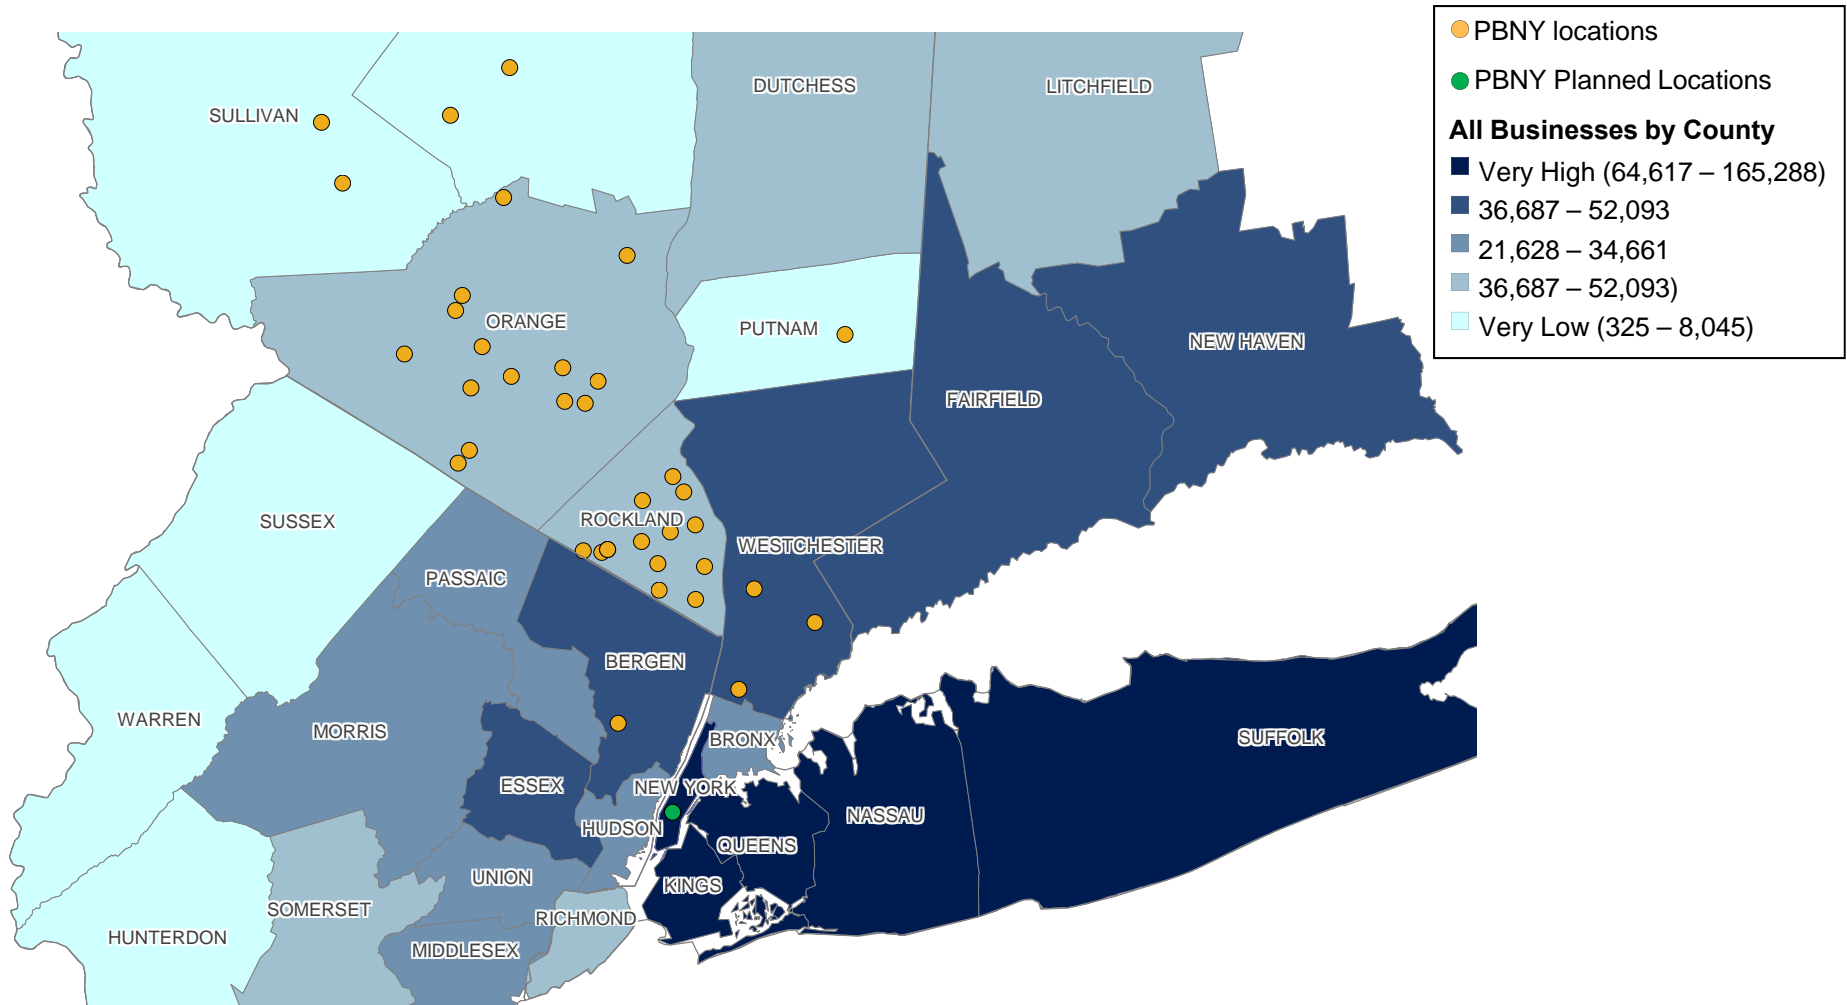 PBNY locations
PBNY Planned Locations
All Businesses by County
Very High (64,617 – 165,288)
36,687 – 52,093
21,628 – 34,661
36,687 – 52,093)
Very Low (325 – 8,045)
DUTCHESS
LITCHFIELD
SULLIVAN
ORANGE
PUTNAM
NEW HAVEN
FAIRFIELD
SUSSEX
ROCKLAND
WESTCHESTER
PASSAIC
BERGEN
WARREN
MORRIS
BRONX
SUFFOLK
ESSEX
NEW YORK
NASSAU
HUDSON
QUEENS
UNION
KINGS
SOMERSET
RICHMOND
HUNTERDON
MIDDLESEX